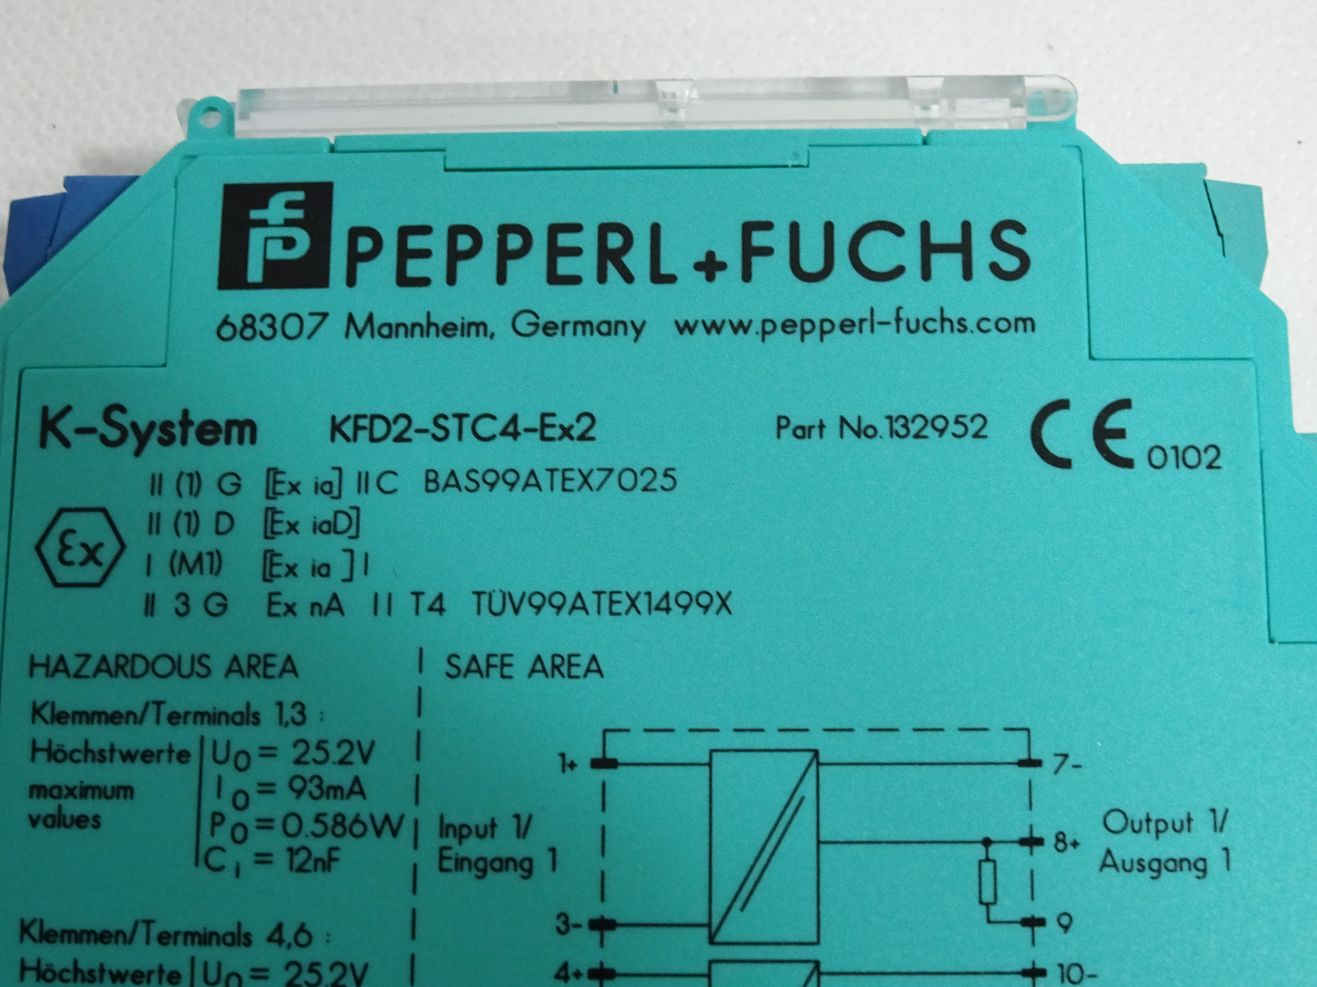 fp PEPPERL+FUCHS
68307 Mannheim, Germany www.pepperl-fuchs.com
K-System KFD2-STC4-Ex2 Part No.132952 CE 0102
II (1) G [Ex ia] IIC BAS99ATEX7025
II (1) D [Ex iaD]
Ex
I (M1) [Ex ia ] I
II 3 G Ex nA II T4 TÜV99ATEX1499X
HAZARDOUS AREA
Klemmen/Terminals 1,3 :
Höchstwerte U0 = 25.2V
maximum I0 = 93mA
values P0 = 0.586W
Ci = 12nF
Klemmen/Terminals 4,6 :
Höchstwerte U0 = 25.2V
SAFE AREA
1+
Input 1/
Eingang 1
3-
4+
7-
8+
Output 1/
Ausgang 1
9
10-